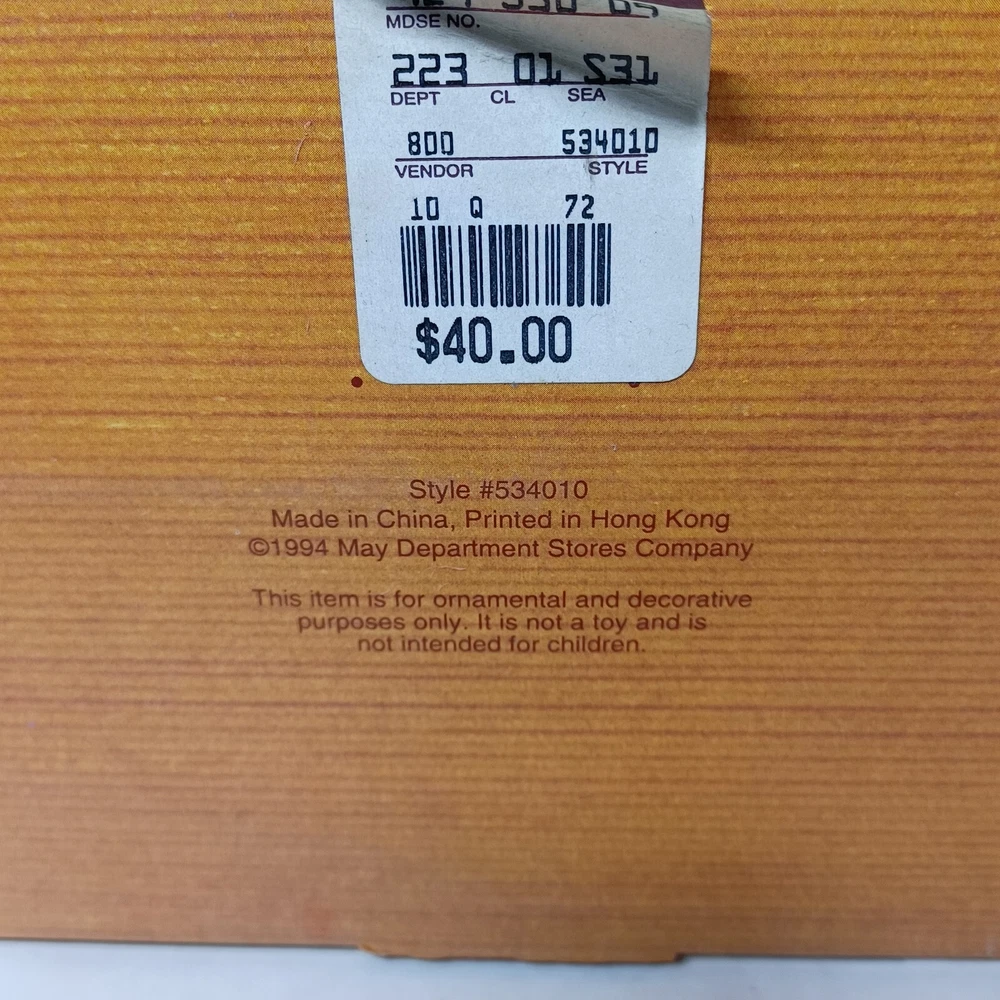 MDSE NO.
223 01 S31
DEPT CL SEA
800 534010
VENDOR STYLE
10 Q 72
$40.00
Style #534010
Made in China, Printed in Hong Kong
©1994 May Department Stores Company
This item is for ornamental and decorative
purposes only. It is not a toy and is
not intended for children.